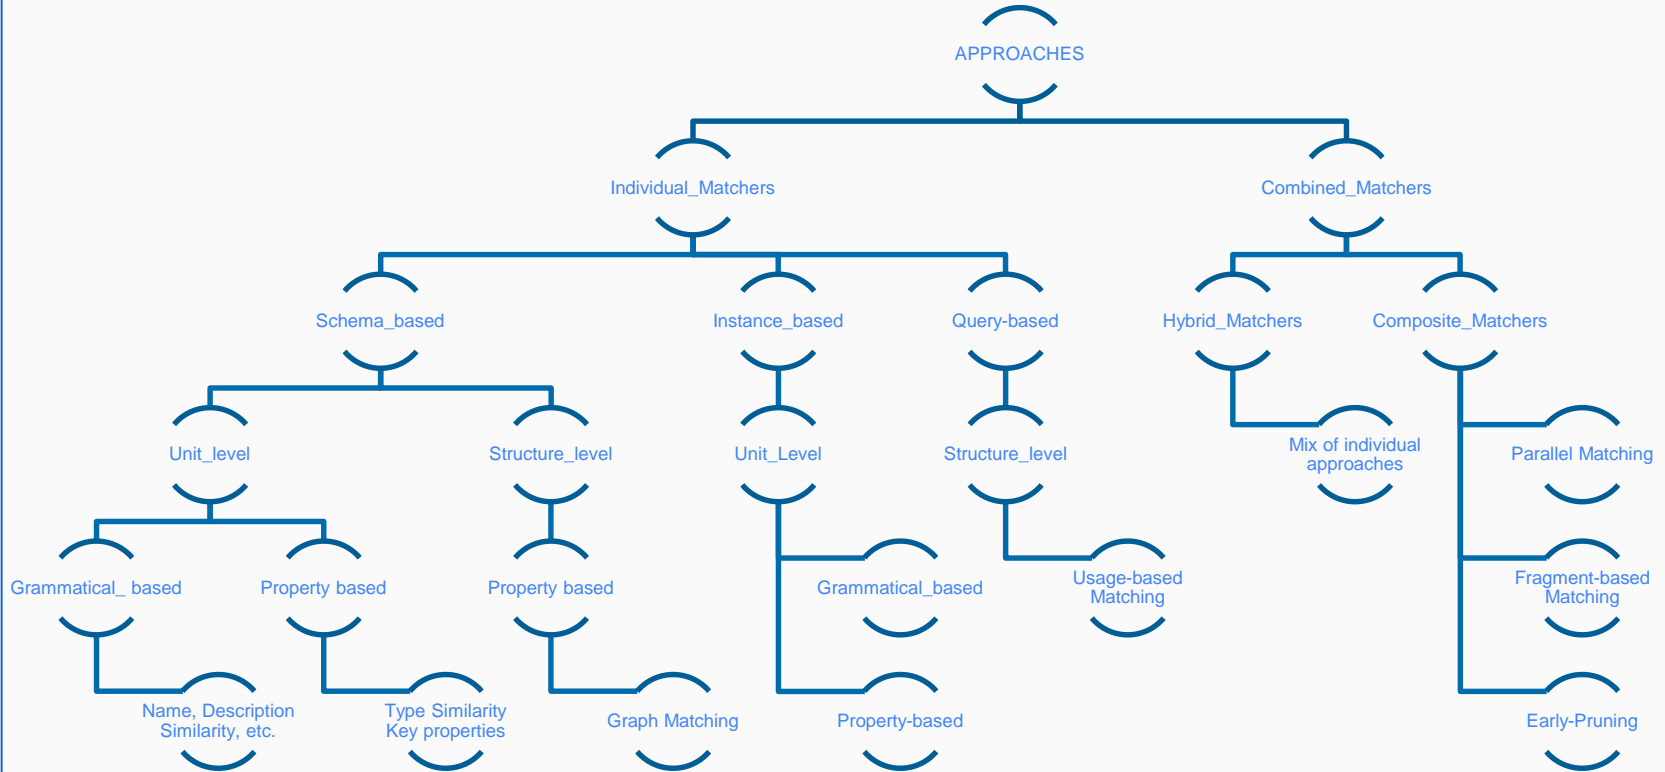 APPROACHES
Individual_Matchers
Combined_Matchers
Schema_based
Instance_based
Query-based
Hybrid_Matchers
Composite_Matchers
Unit_level
Structure_level
Unit_Level
Structure_level
Mix of individual
approaches
Parallel Matching
Grammatical_ based
Property based
Property based
Grammatical_based
Usage-based
Matching
Fragment-based
Matching
Name, Description
Similarity, etc.
Type Similarity
Key properties
Graph Matching
Property-based
Early-Pruning